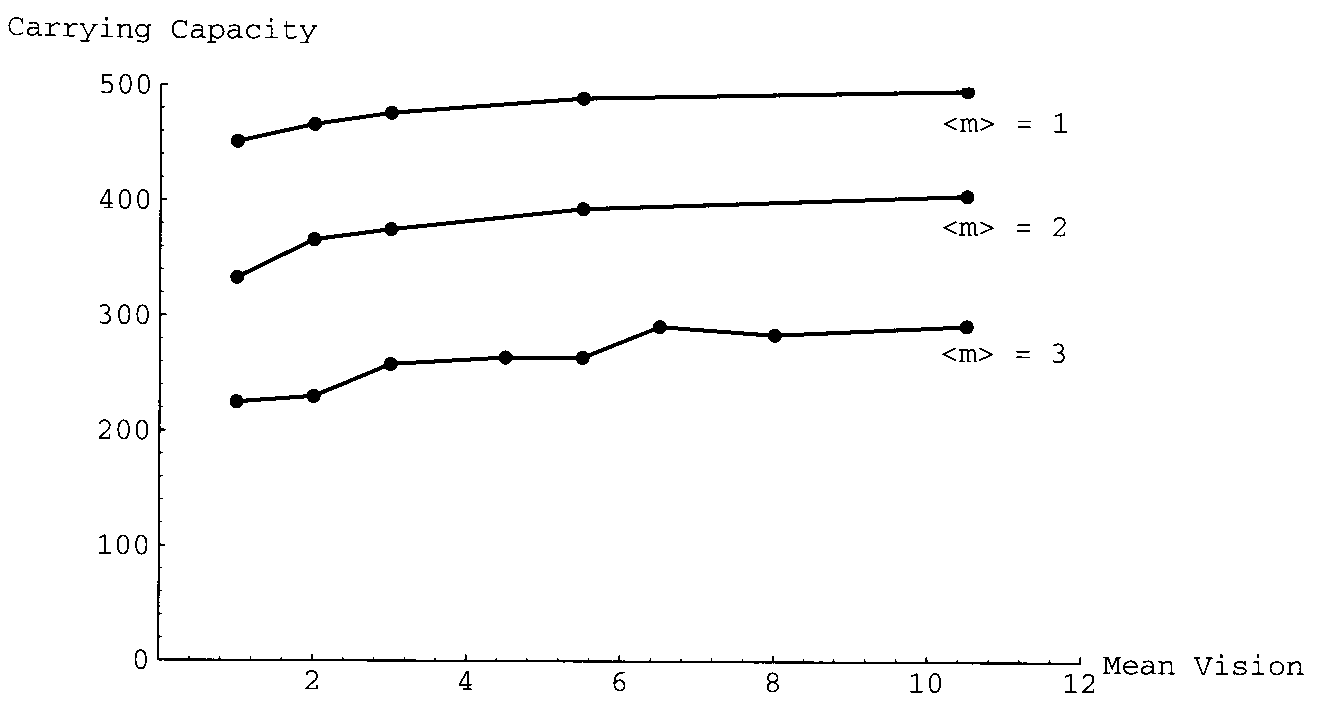 Carrying Capacity
500
<m> = 1
400
<m> = 2
300
<m> = 3
200
100
0
2 4 6 8 10 12
Mean Vision